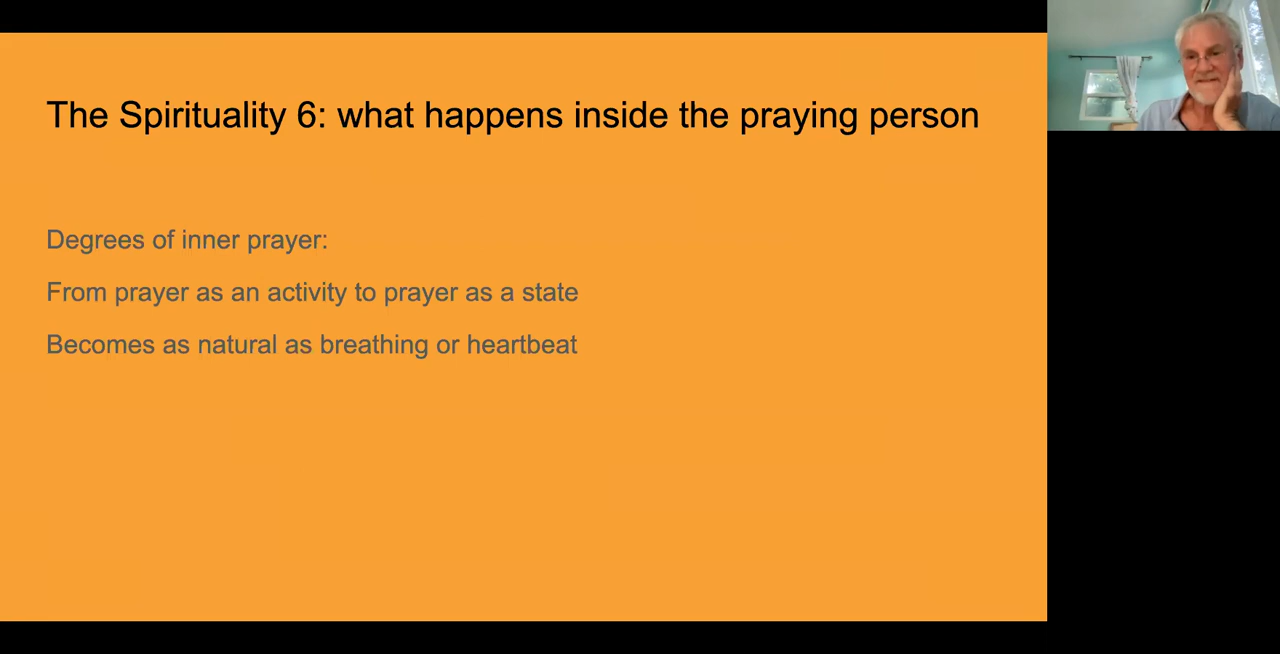 The Spirituality 6: what happens inside the praying person
Degrees of inner prayer:
From prayer as an activity to prayer as a state
Becomes as natural as breathing or heartbeat